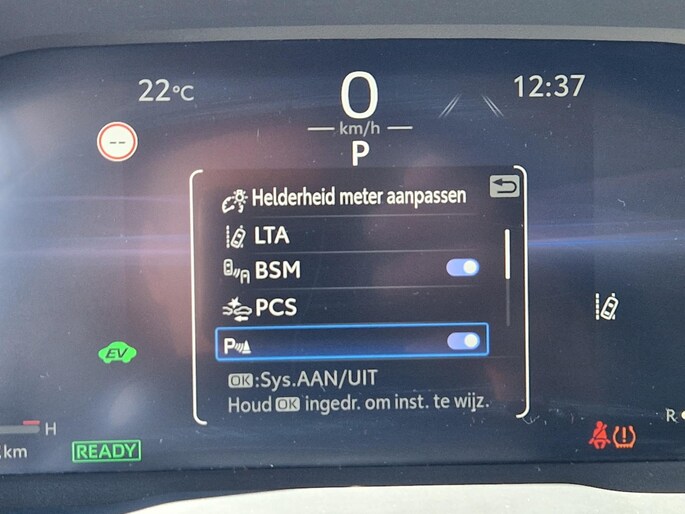 22°C
0
12:37
--
km/h
P
Helderheid meter aanpassen
LTA
BSM
PCS
P
EV
OK:Sys.AAN/UIT
Houd OK ingedr. om inst. te wijz.
H
R
km
READY